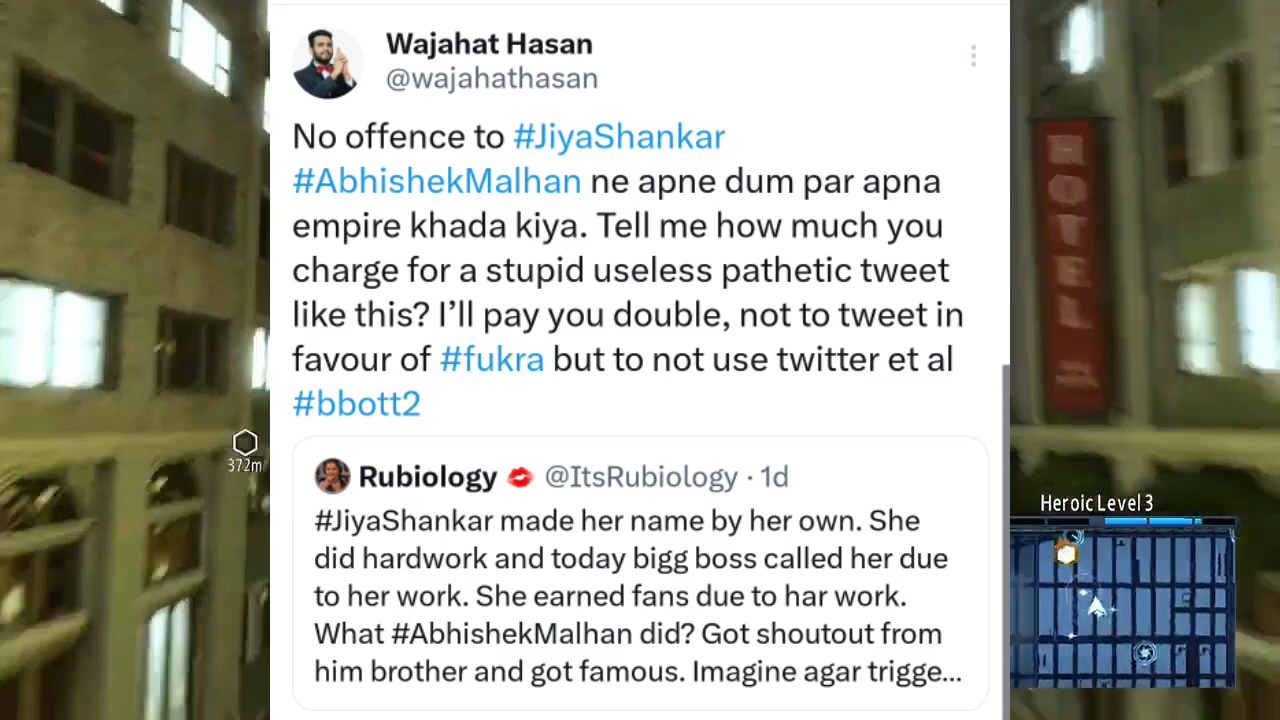 Wajahat Hasan
@wajahathasan
No offence to #JiyaShankar
#AbhishekMalhan ne apne dum par apna
empire khada kiya. Tell me how much you
charge for a stupid useless pathetic tweet
like this? I’ll pay you double, not to tweet in
favour of #fukra but to not use twitter et al
#bbott2
Rubiology 💋 @ItsRubiology · 1d
#JiyaShankar made her name by her own. She
did hardwork and today bigg boss called her due
to her work. She earned fans due to har work.
What #AbhishekMalhan did? Got shoutout from
him brother and got famous. Imagine agar trigge...
372m
HOTEL
Heroic Level 3